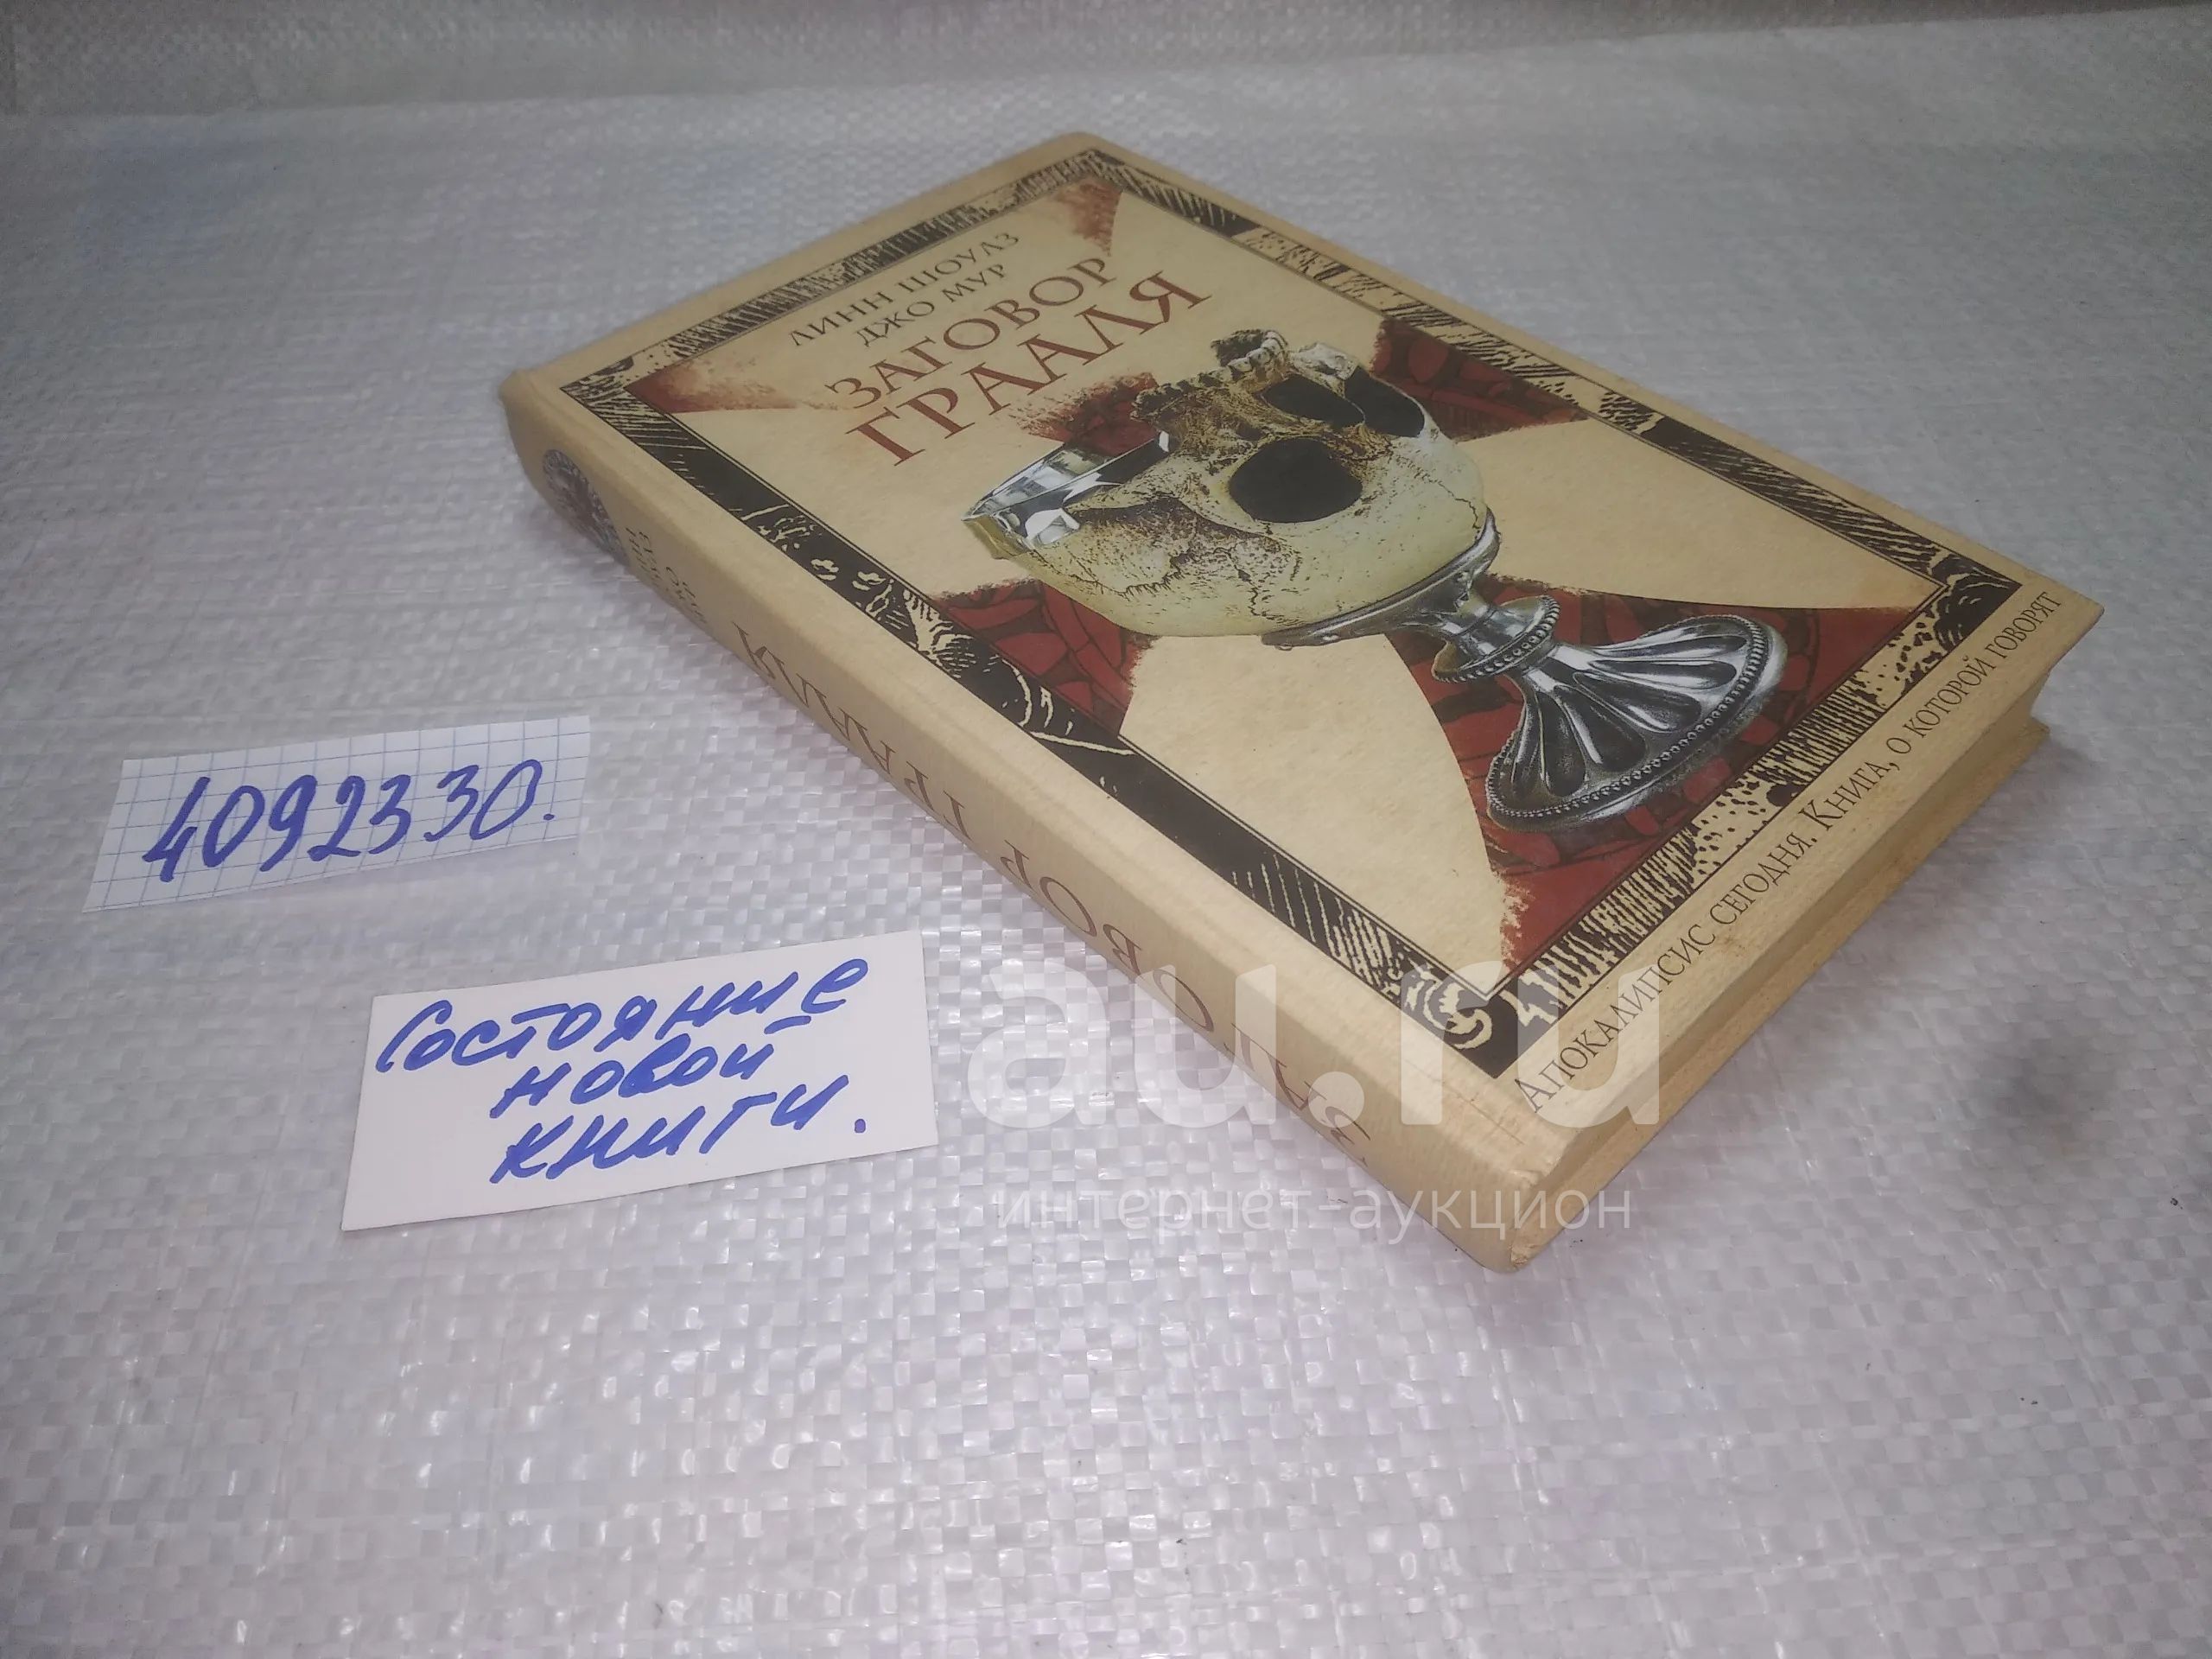 ЛИНН ШОУЛЗ
ДЖО МУР
ЗАГОВОР
ГРААЛЯ
Апокалипсис сегодня. Книга, о которой говорят
ЗАГОВОР ГРААЛЯ
4092330.
Состояние
новой
книги.
au.ru
интернет-аукцион